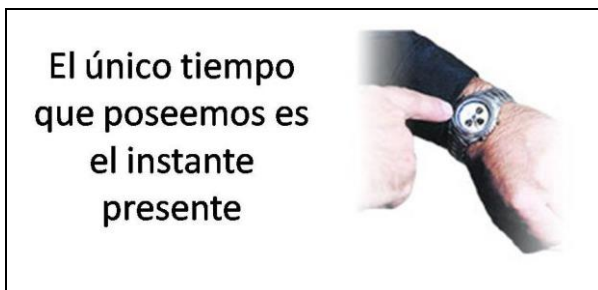 El único tiempo
que poseemos es
el instante
presente